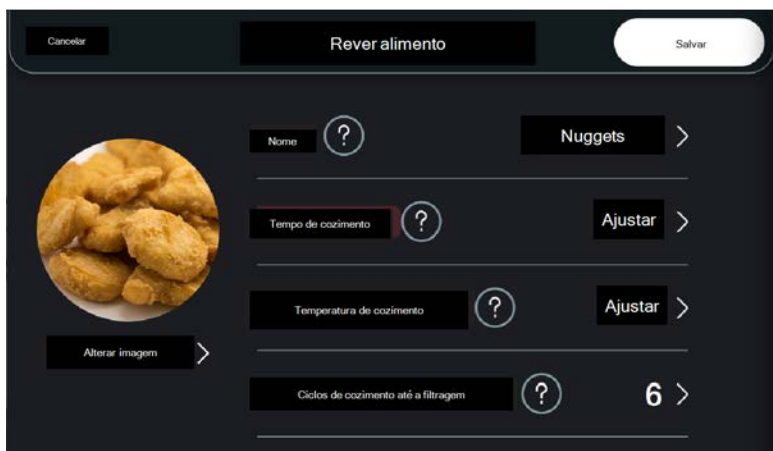 Cancelar
Rever alimento
Salvar
Nome ? Nuggets
Tempo de cozimento ? Ajustar
Temperatura de cozimento ? Ajustar
Alterar imagem
Ciclos de cozimento até a filtragem ? 6